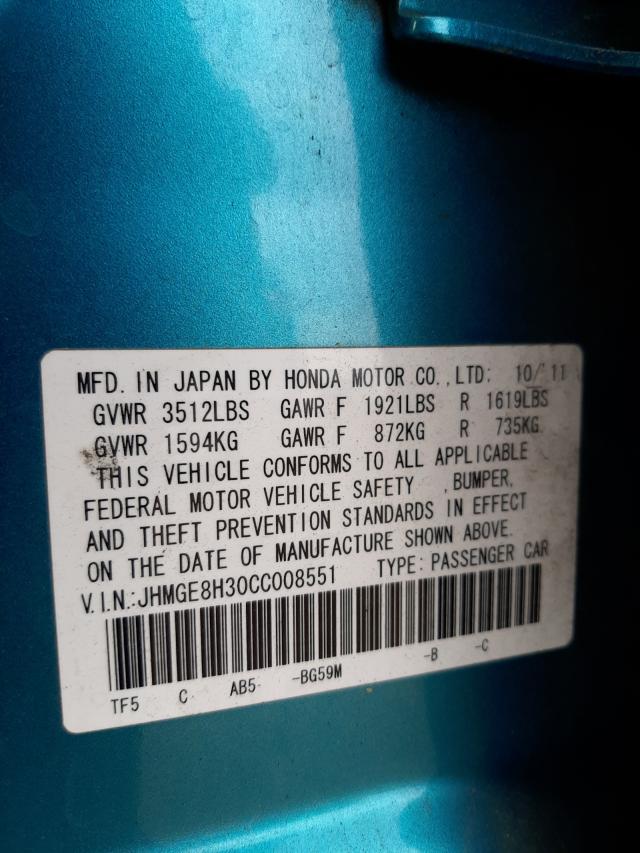 MFD. IN JAPAN BY HONDA MOTOR CO.,LTD: 10/'11
GVWR 3512LBS GAWR F 1921LBS R 1619LBS
GVWR 1594KG GAWR F 872KG R 735KG
THIS VEHICLE CONFORMS TO ALL APPLICABLE
FEDERAL MOTOR VEHICLE SAFETY ,BUMPER,
AND THEFT PREVENTION STANDARDS IN EFFECT
ON THE DATE OF MANUFACTURE SHOWN ABOVE.
V.I.N.:JHMGE8H30CC008551 TYPE:PASSENGER CAR
TF5 C AB5- -BG59M -B -C